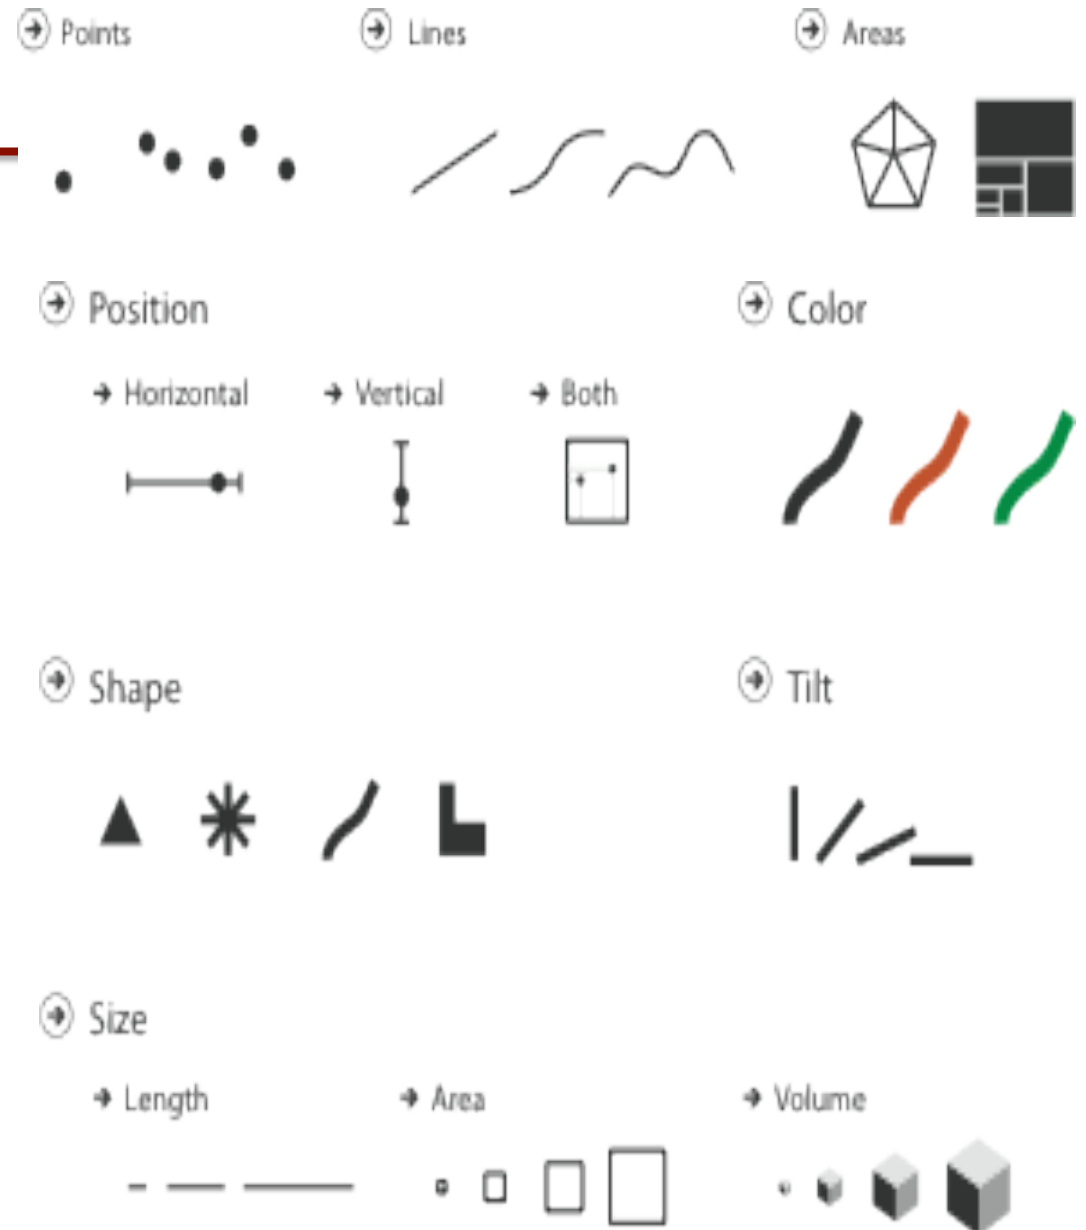 Points Lines Areas
Position Color
Horizontal Vertical Both
Shape Tilt
Size
Length Area Volume